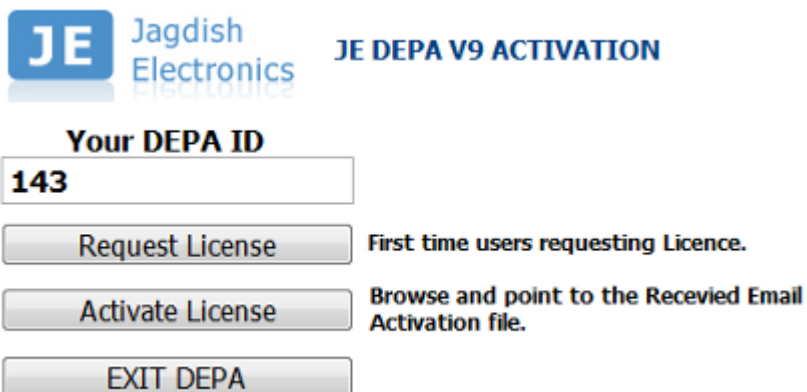 JE
Jagdish
Electronics
JE DEPA V9 ACTIVATION
Your DEPA ID
143
Request License
First time users requesting Licence.
Activate License
Browse and point to the Recevied Email
Activation file.
EXIT DEPA